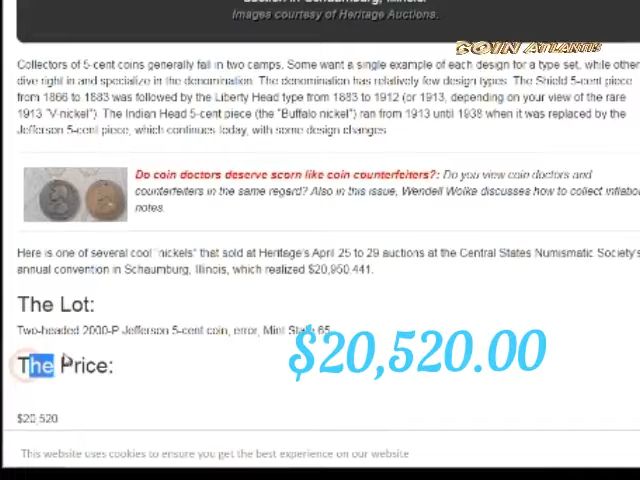 Section in Schaumburg, Illinois.
Images courtesy of Heritage Auctions.
COIN ATLANTIS
Collectors of 5-cent coins generally fall in two camps. Some want a single example of each design for a type set, while other
dive right in and specialize in the denomination. The denomination has relatively few design types. The Shield 5-cent piece
from 1866 to 1883 was followed by the Liberty Head type from 1883 to 1912 (or 1913, depending on your view of the rare
1913 "V-nickel"). The Indian Head 5-cent piece (the "Buffalo nickel") ran from 1913 until 1938 when it was replaced by the
Jefferson 5-cent piece, which continues today, with some design changes.
Do coin doctors deserve scorn like coin counterfeiters?: Do you view coin doctors and
counterfeiters in the same regard? Also in this issue, Wendell Wolka discusses how to collect inflatio
notes.
Here is one of several cool "nickels" that sold at Heritage's April 25 to 29 auctions at the Central States Numismatic Society's
annual convention in Schaumburg, Illinois, which realized $20,950,441.
The Lot:
Two-headed 2000-P Jefferson 5-cent coin, error, Mint State 65
$20,520.00
The Price:
$20,520
This website uses cookies to ensure you get the best experience on our website